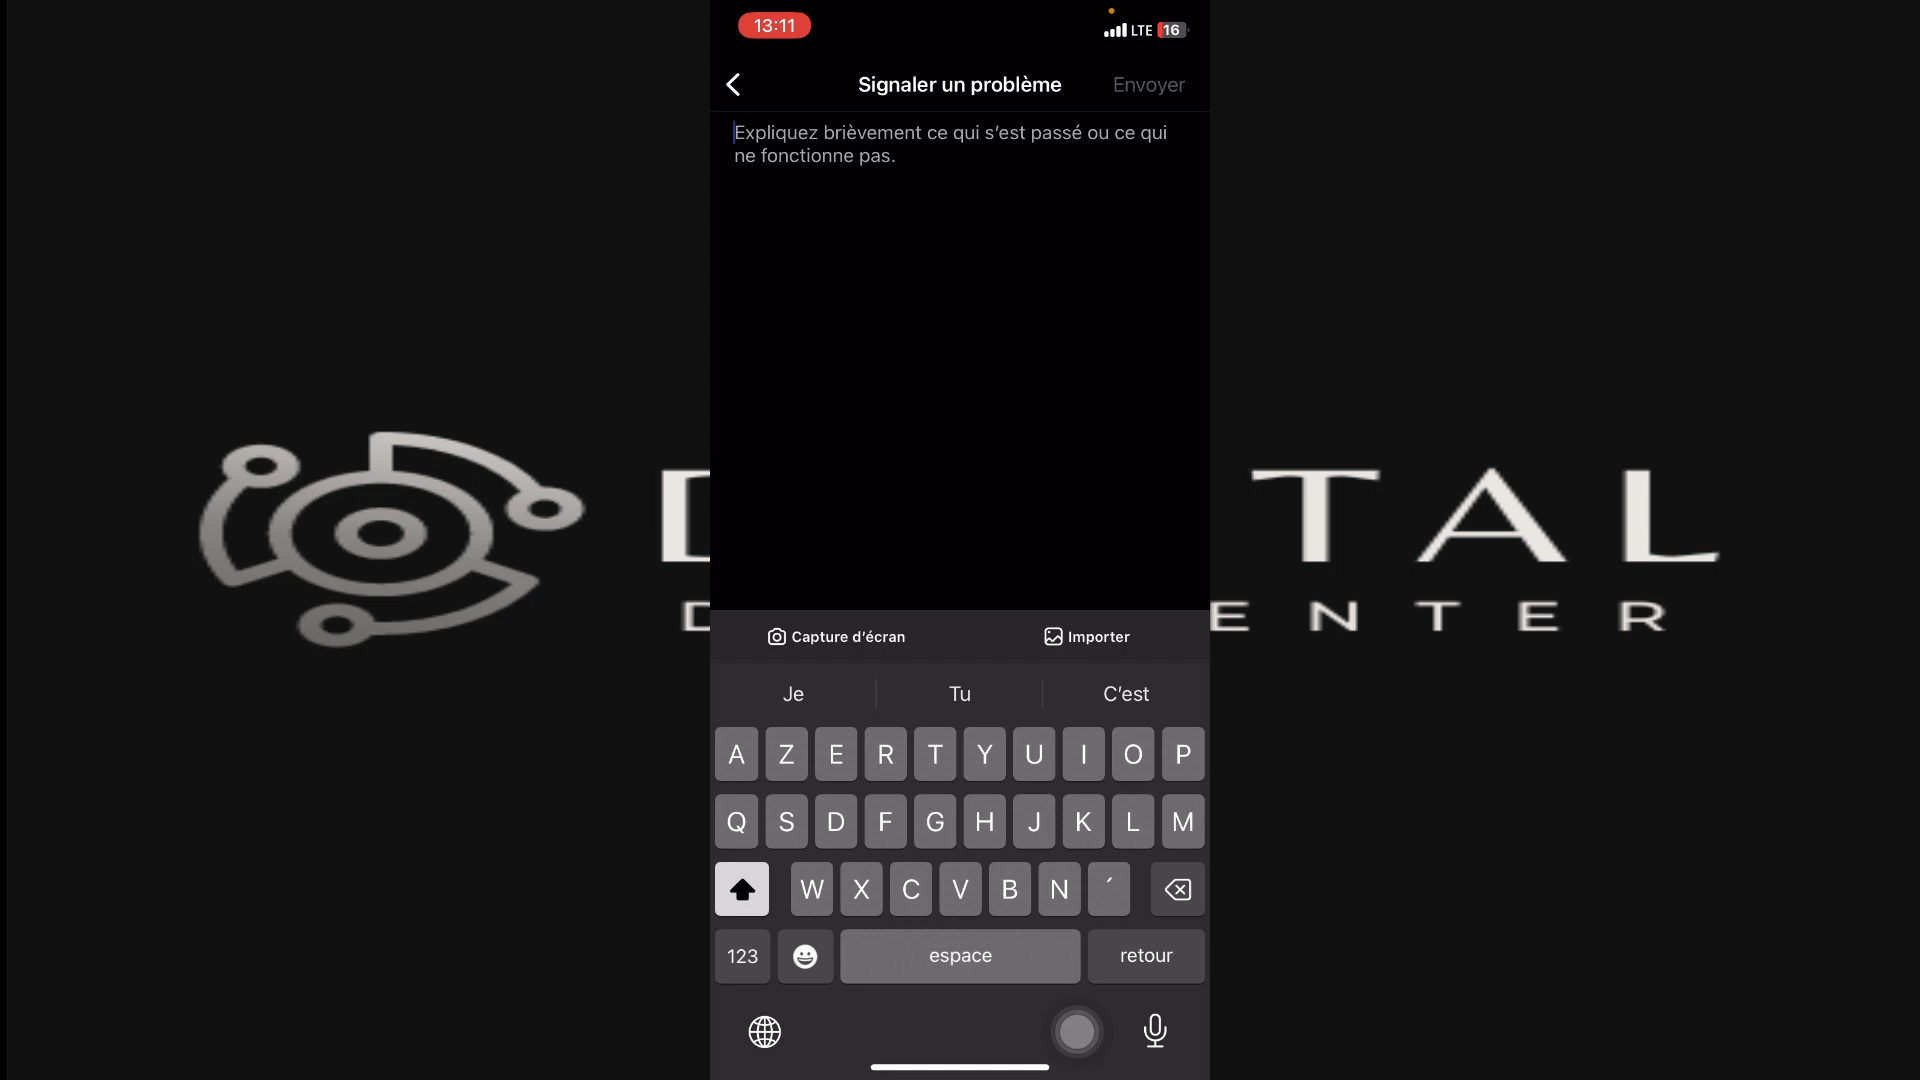 13:11
LTE 16
Signaler un problème
Envoyer
Expliquez brièvement ce qui s’est passé ou ce qui
ne fonctionne pas.
D TAL
D ENTER
Capture d’écran
Importer
Je
Tu
C’est
A Z E R T Y U I O P
Q S D F G H J K L M
W X C V B N ´
123
espace
retour